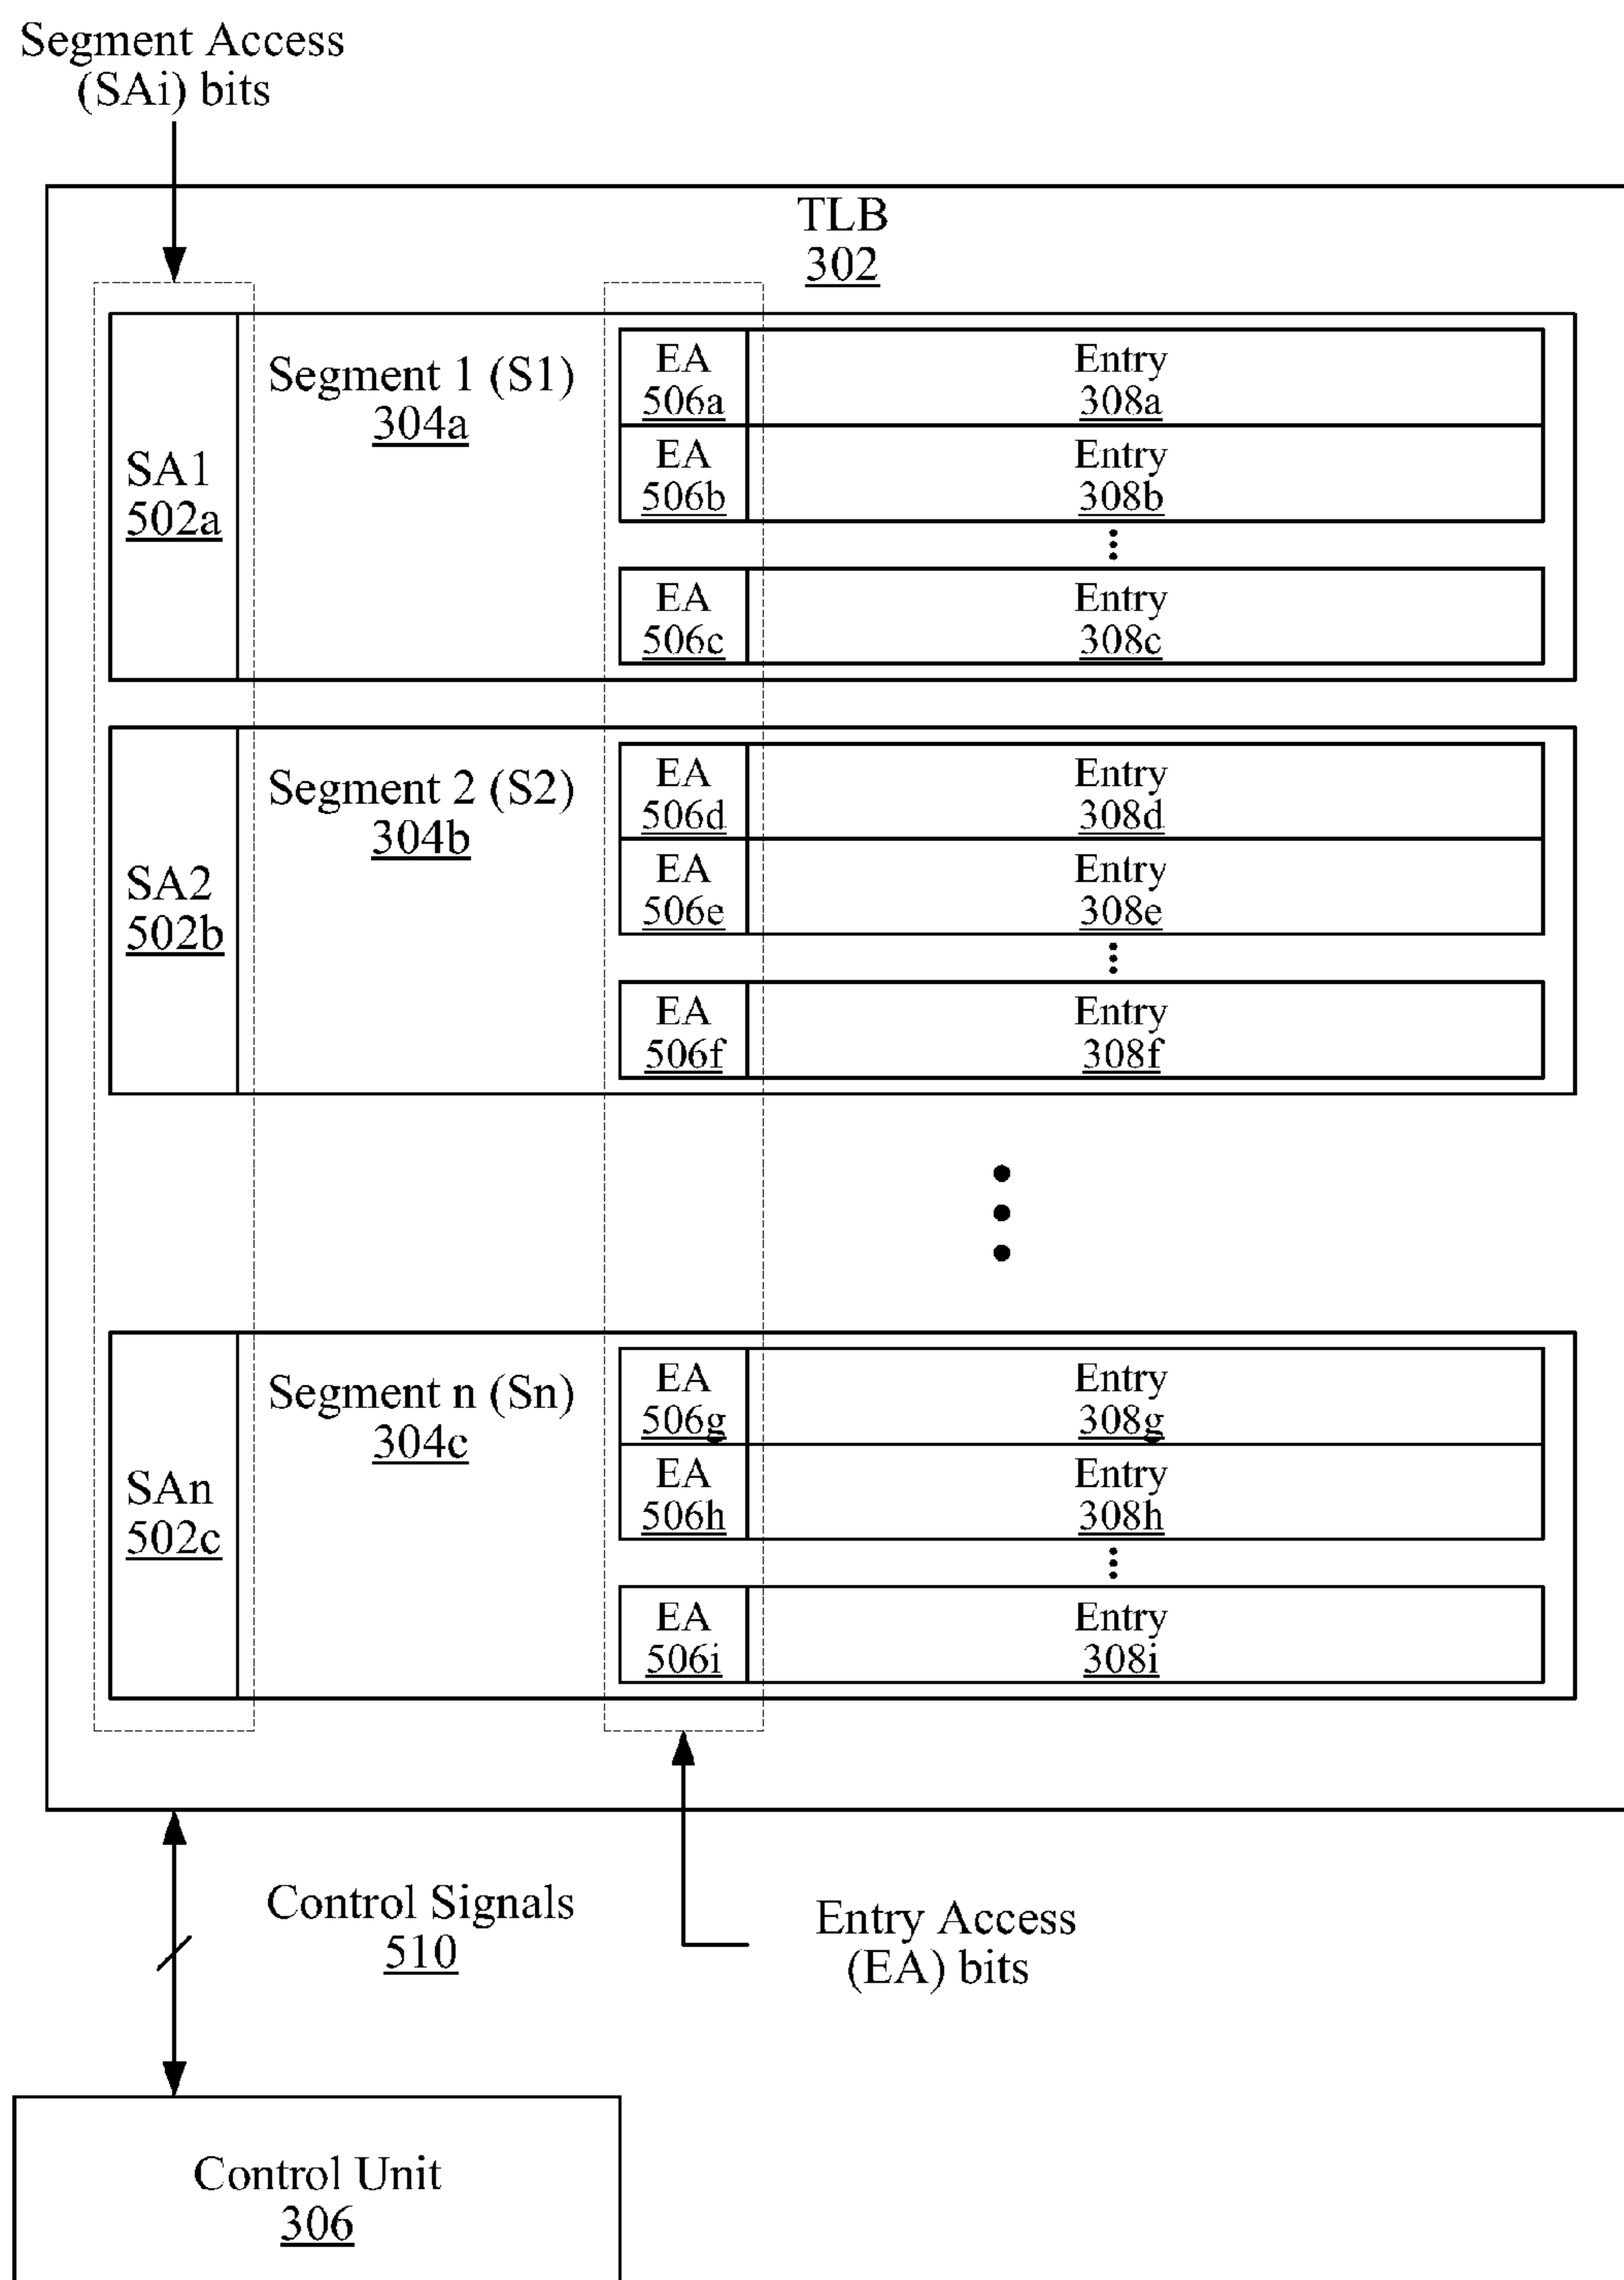 Segment Access
(SAi) bits
TLB
302
SA1
502a
Segment 1 (S1)
304a
EA
506a
Entry
308a
EA
506b
Entry
308b
EA
506c
Entry
308c
SA2
502b
Segment 2 (S2)
304b
EA
506d
Entry
308d
EA
506e
Entry
308e
EA
506f
Entry
308f
SAn
502c
Segment n (Sn)
304c
EA
506g
Entry
308g
EA
506h
Entry
308h
EA
506i
Entry
308i
Control Signals
510
Entry Access
(EA) bits
Control Unit
306